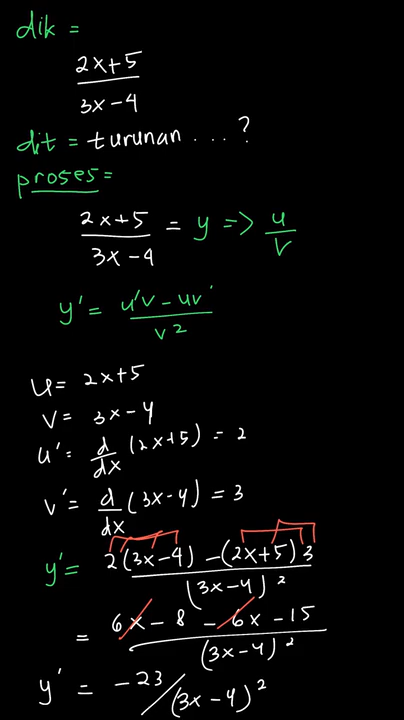 dik =
2x+5
3x-4
dit = turunan ... ?
proses =
2x+5/3x-4 = y => u/v
y' = u'v - uv'/v²
u = 2x+5
v = 3x-4
u' = d/dx (2x+5) = 2
v' = d/dx (3x-4) = 3
y' = 2(3x-4) - (2x+5)3/(3x-4)²
= 6x - 8 - 6x - 15/(3x-4)²
y' = -23/(3x-4)²